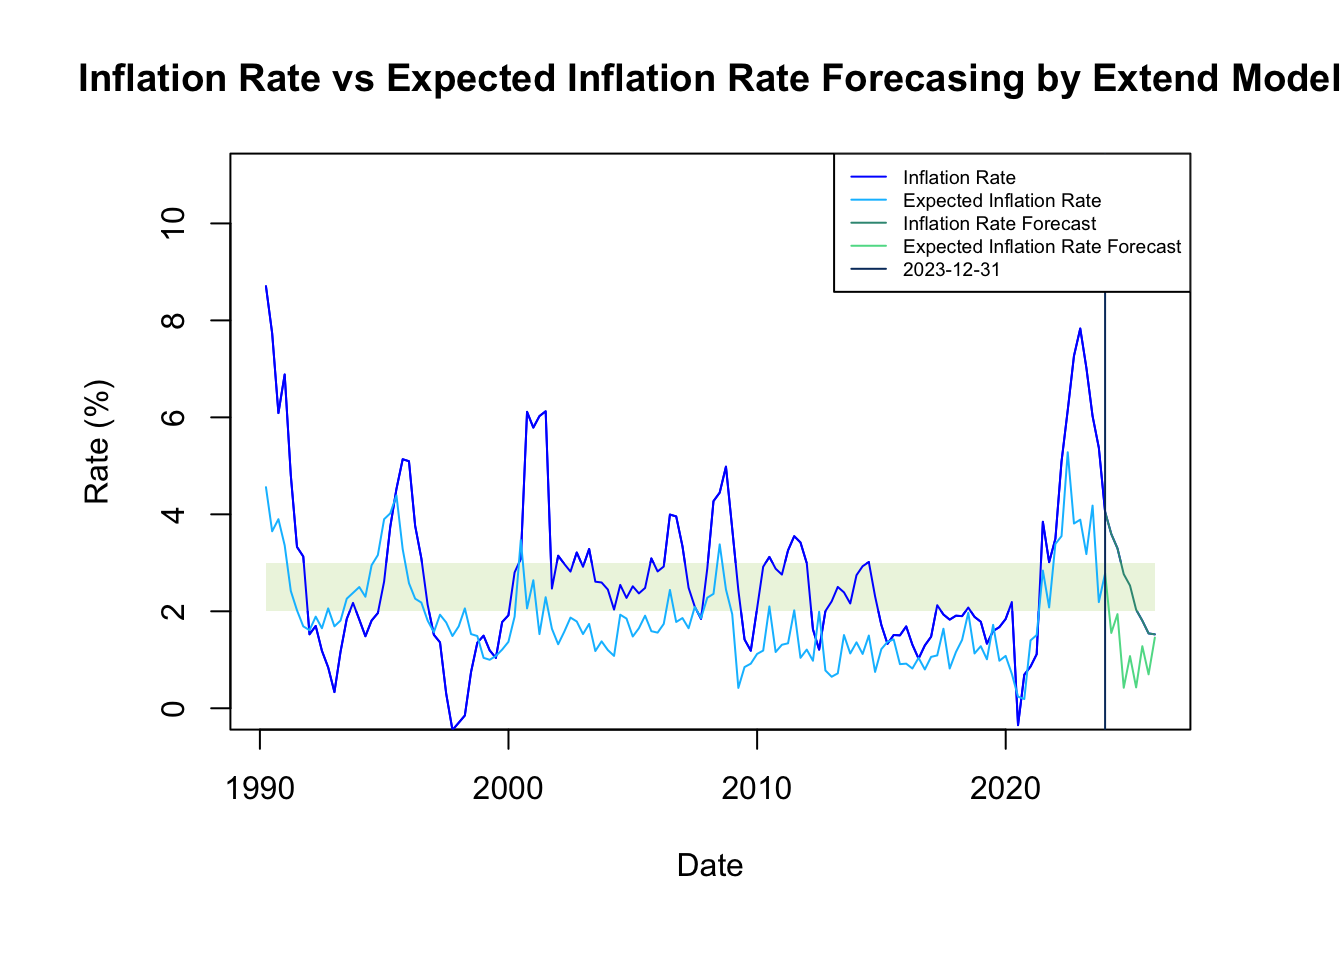 Inflation Rate vs Expected Inflation Rate Forecasing by Extend Model
Inflation Rate
Expected Inflation Rate
Inflation Rate Forecast
Expected Inflation Rate Forecast
2023-12-31
Rate (%)
10
8
6
4
2
0
1990 2000 2010 2020
Date